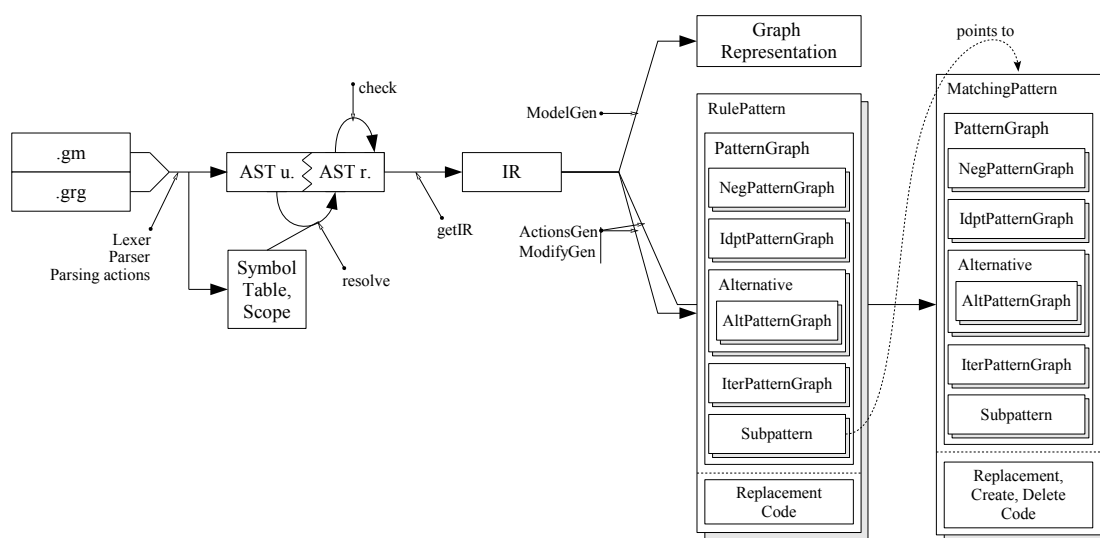 .gm
.grg
Lexer
Parser
Parsing actions
AST u.
AST r.
check
resolve
Symbol
Table,
Scope
getIR
IR
ModelGen
ActionsGen
ModifyGen
Graph
Representation
RulePattern
PatternGraph
NegPatternGraph
IdptPatternGraph
Alternative
AltPatternGraph
IterPatternGraph
Subpattern
Replacement
Code
points to
MatchingPattern
PatternGraph
NegPatternGraph
IdptPatternGraph
Alternative
AltPatternGraph
IterPatternGraph
Subpattern
Replacement,
Create, Delete
Code